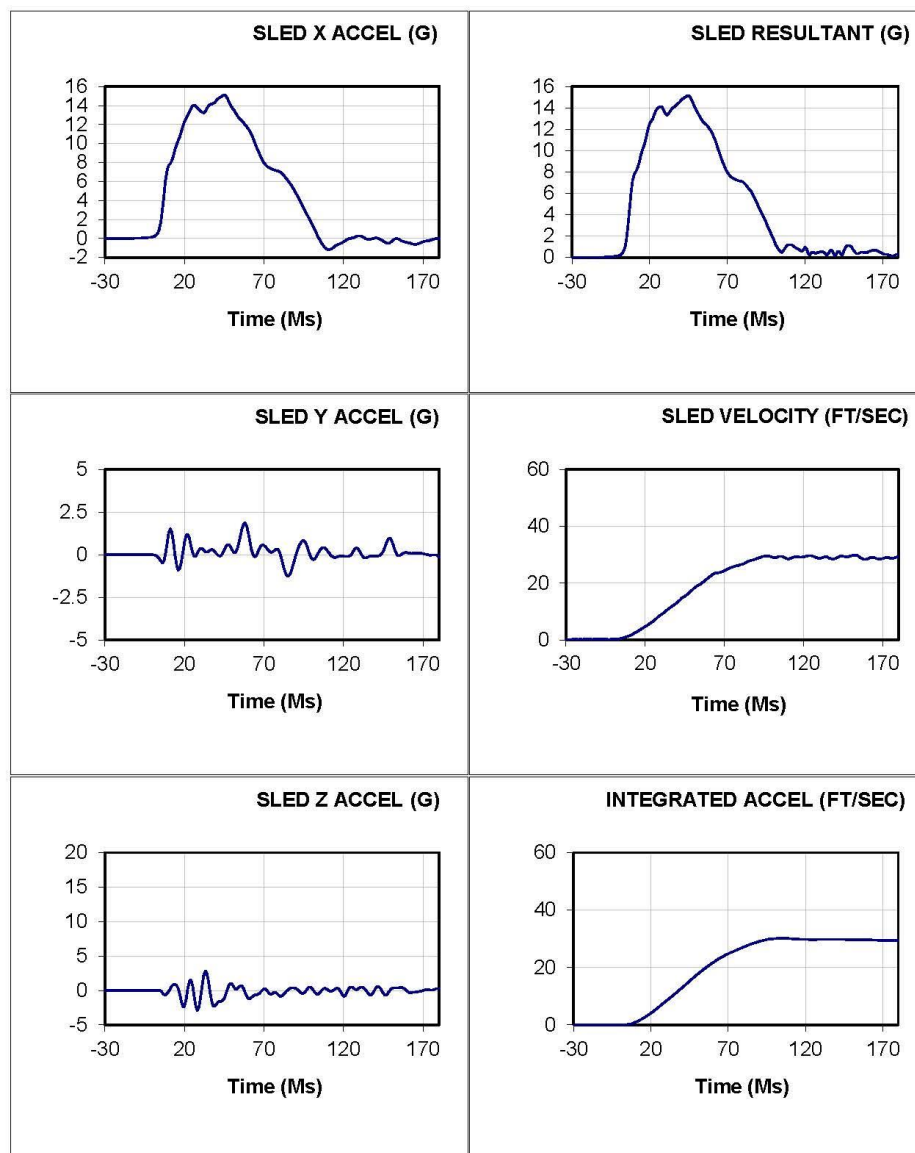 SLED X ACCEL (G)
16
14
12
10
8
6
4
2
0
-2
-30 20 70 120 170
Time (Ms)
SLED RESULTANT (G)
16
14
12
10
8
6
4
2
0
-30 20 70 120 170
Time (Ms)
SLED Y ACCEL (G)
5
2.5
0
-2.5
-5
-30 20 70 120 170
Time (Ms)
SLED VELOCITY (FT/SEC)
60
40
20
0
-30 20 70 120 170
Time (Ms)
SLED Z ACCEL (G)
20
15
10
5
0
-5
-30 20 70 120 170
Time (Ms)
INTEGRATED ACCEL (FT/SEC)
60
40
20
0
-30 20 70 120 170
Time (Ms)